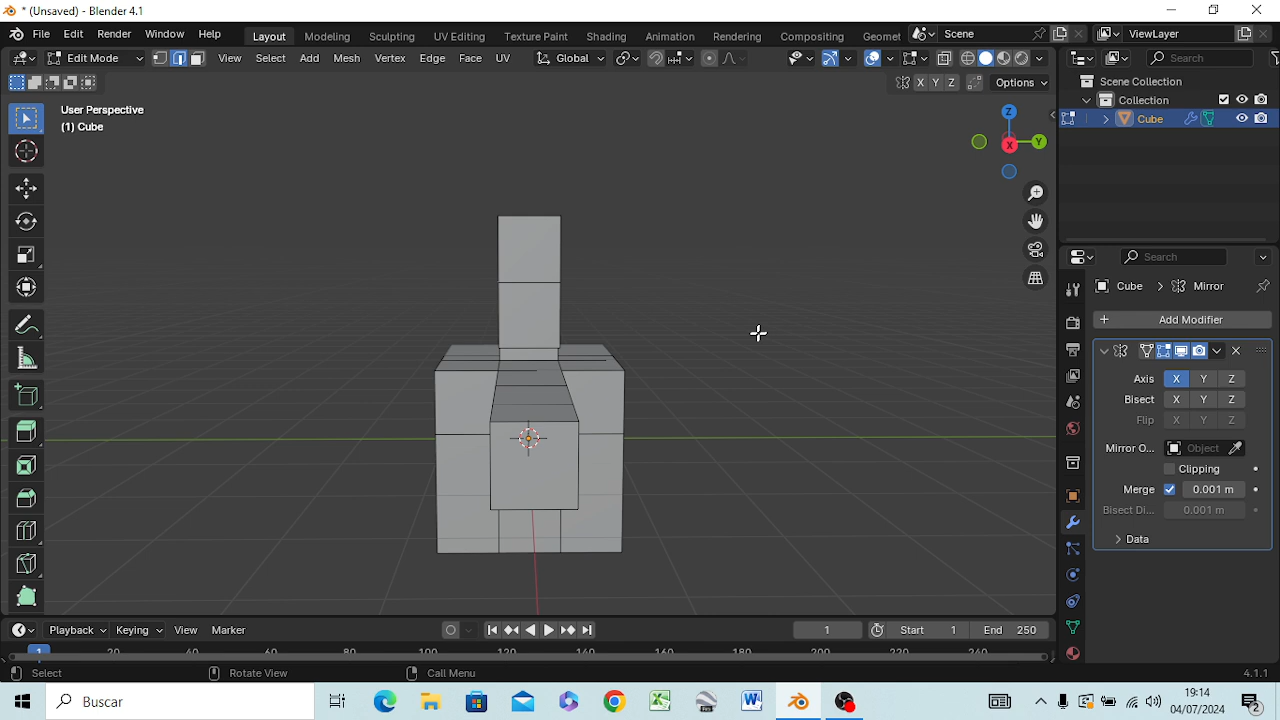 * (Unsaved) - Blender 4.1
File Edit Render Window Help Layout Modeling Sculpting UV Editing Texture Paint Shading Animation Rendering Compositing Geomet Scene ViewLayer
Edit Mode View Select Add Mesh Vertex Edge Face UV Global Search
X Y Z Options
Scene Collection
Collection
Cube
User Perspective
(1) Cube
Z
Y
X
Search
Cube > Mirror
+ Add Modifier
Axis X Y Z
Bisect X Y Z
Flip X Y Z
Mirror O... Object
Clipping
Merge 0.001 m
Bisect Di... 0.001 m
> Data
Playback Keying View Marker 1 Start 1 End 250
1 20 40 60 80 100 120 140 160 180 200 220 240
Select Rotate View Call Menu 4.1.1
Buscar
19:14
04/07/2024
2